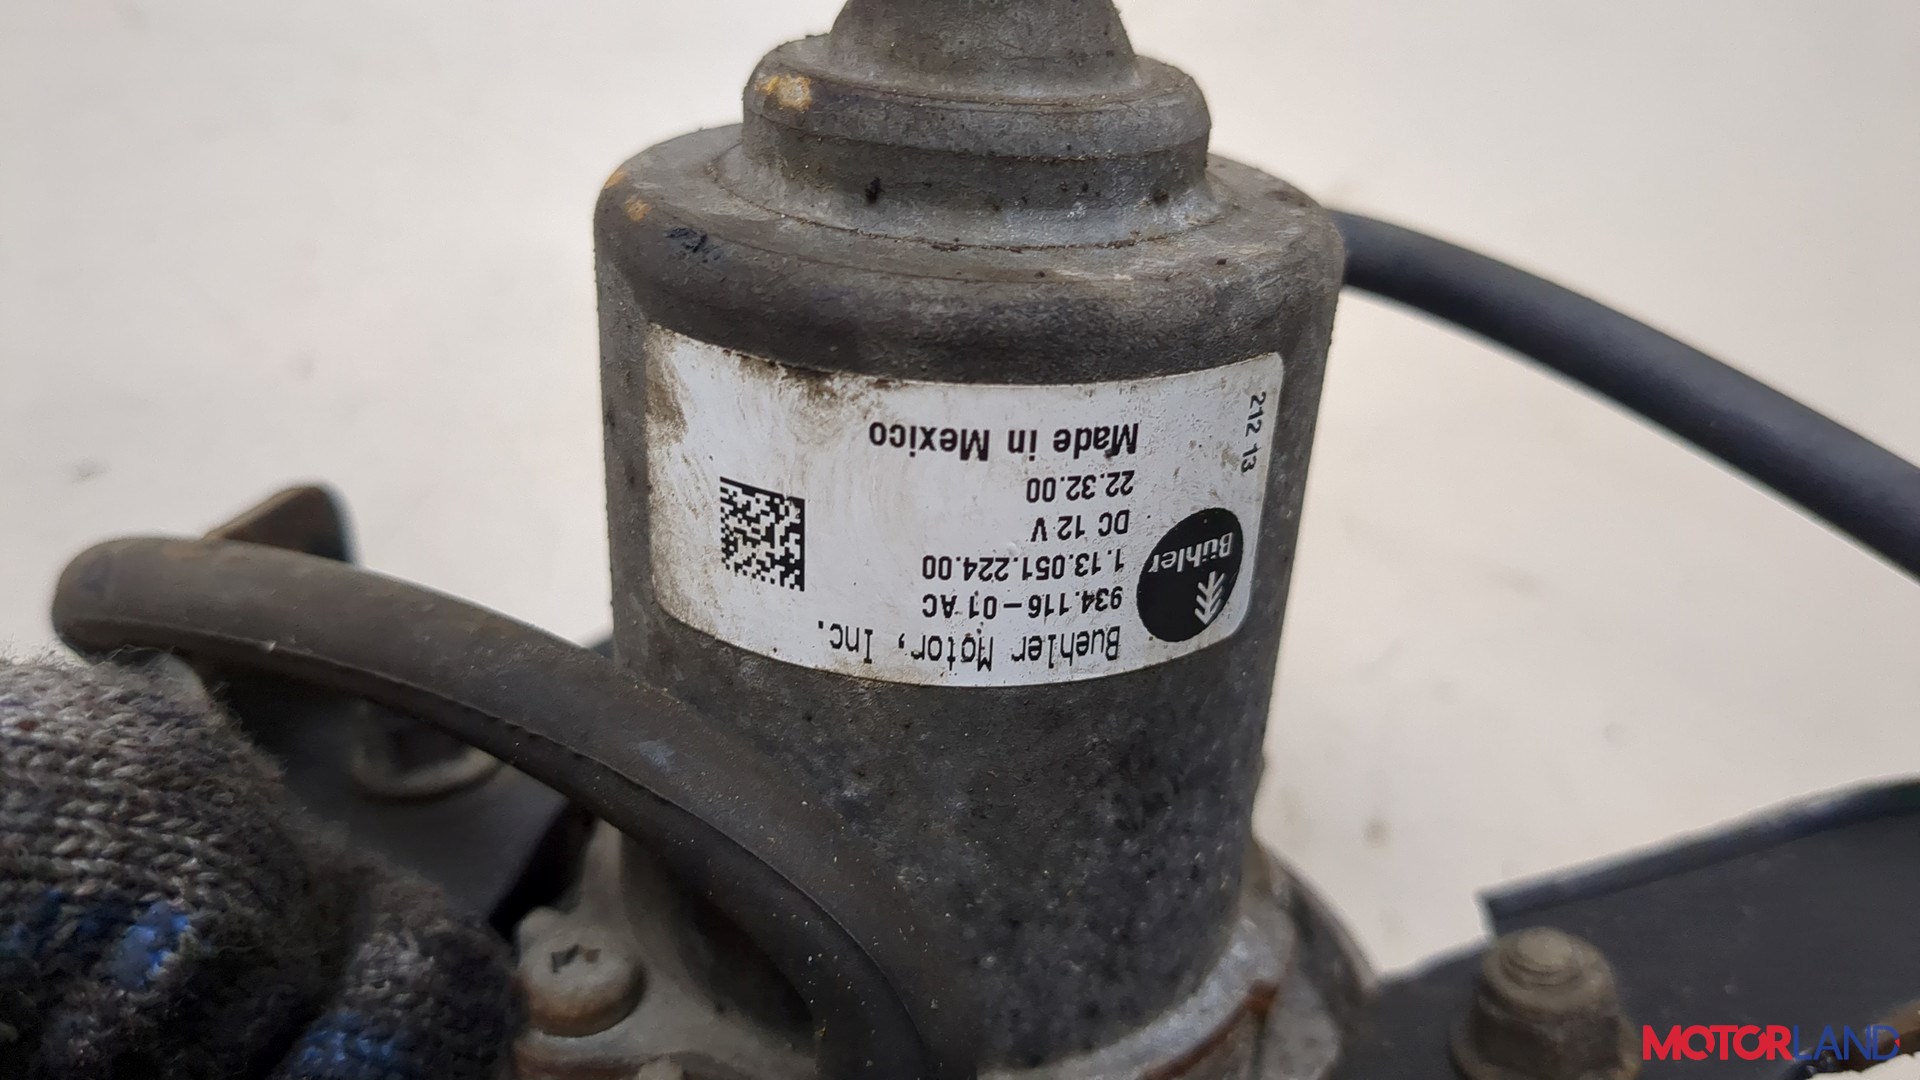 Buehler Motor, Inc.
934.116-01 AC
1.13.051.224.00
DC 12 V
22.32.00
Made in Mexico
Bühler
212 13
MOTORLAND